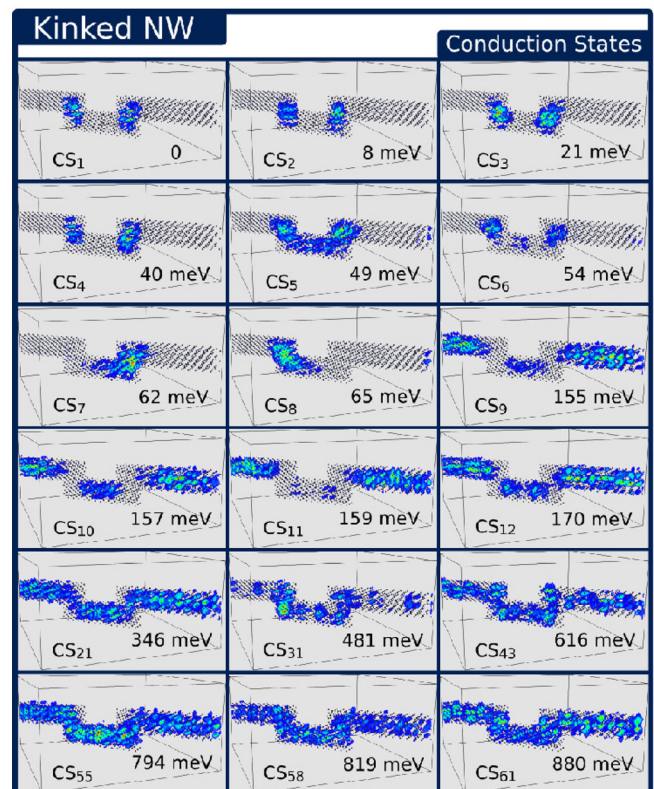 Kinked NW
Conduction States
CS₁ 0
CS₂ 8 meV
CS₃ 21 meV
CS₄ 40 meV
CS₅ 49 meV
CS₆ 54 meV
CS₇ 62 meV
CS₈ 65 meV
CS₉ 155 meV
CS₁₀ 157 meV
CS₁₁ 159 meV
CS₁₂ 170 meV
CS₂₁ 346 meV
CS₃₁ 481 meV
CS₄₃ 616 meV
CS₅₅ 794 meV
CS₅₈ 819 meV
CS₆₁ 880 meV